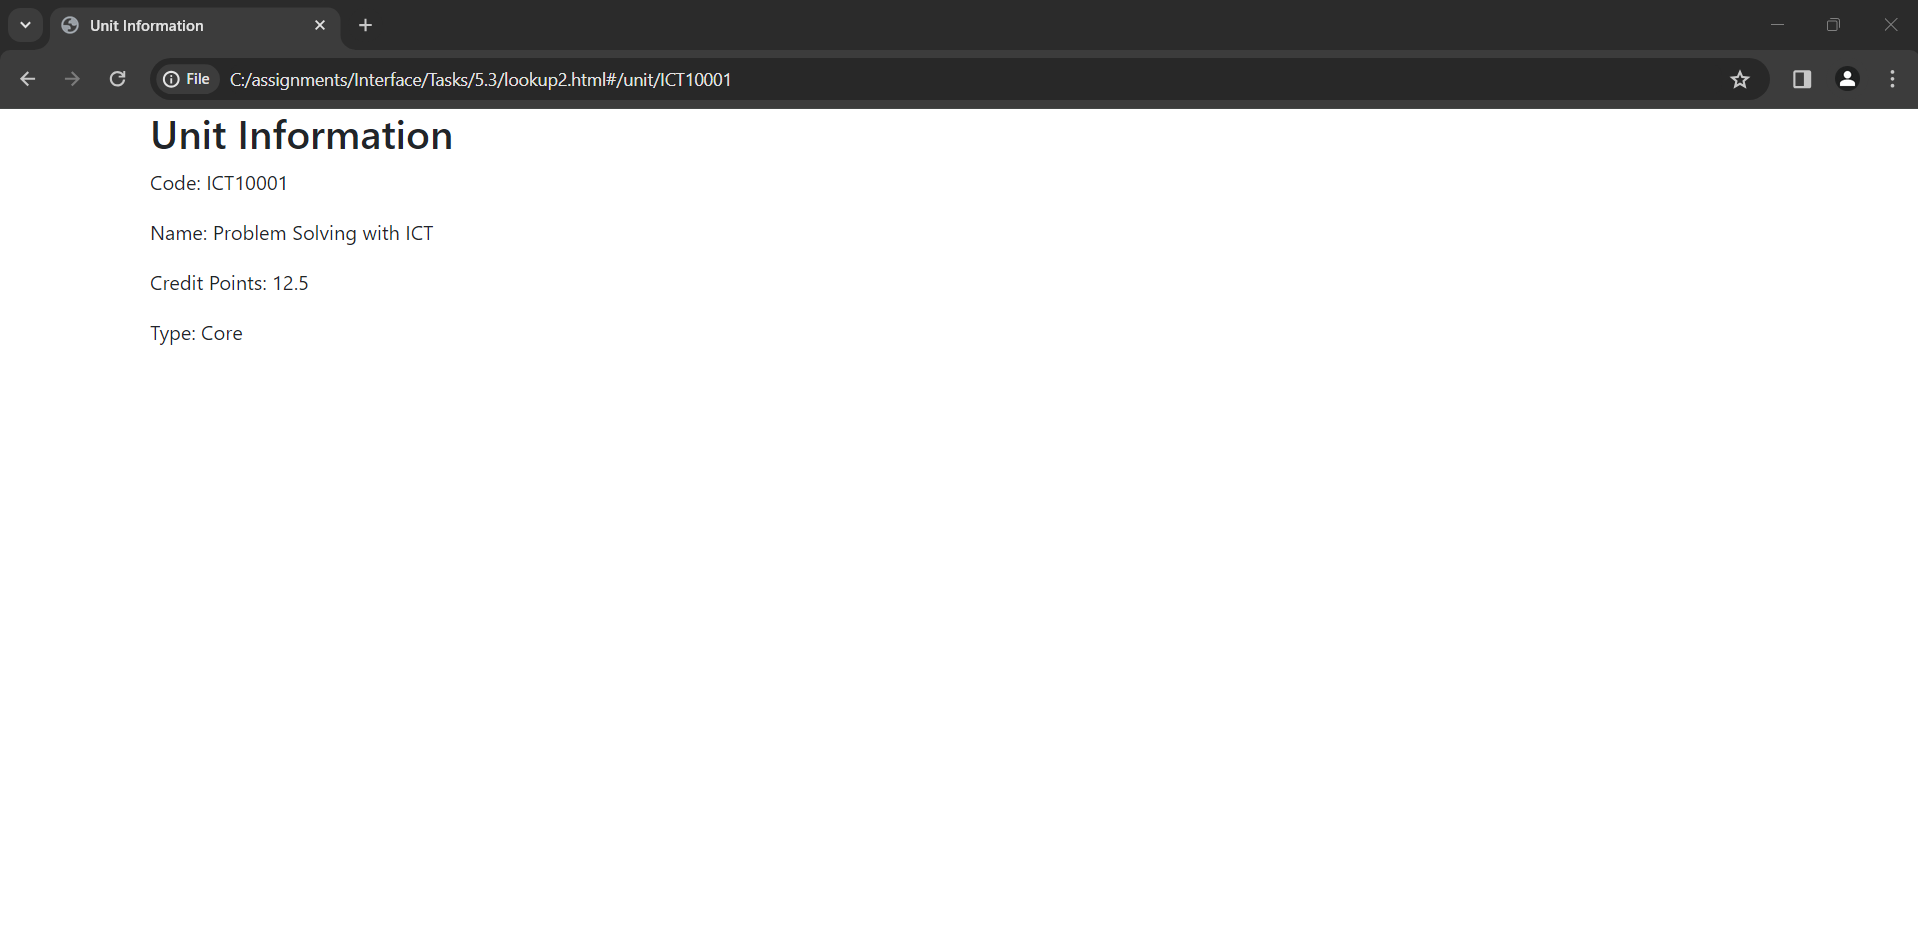 Unit Information
File C:/assignments/Interface/Tasks/5.3/lookup2.html#/unit/ICT10001
Unit Information
Code: ICT10001
Name: Problem Solving with ICT
Credit Points: 12.5
Type: Core